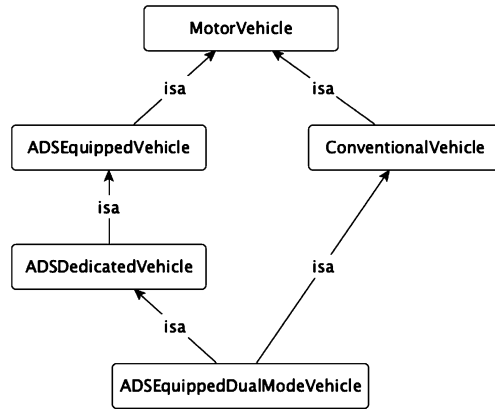 MotorVehicle
isa
isa
ADSEquippedVehicle
ConventionalVehicle
isa
ADSDedicatedVehicle
isa
isa
ADSEquippedDualModeVehicle